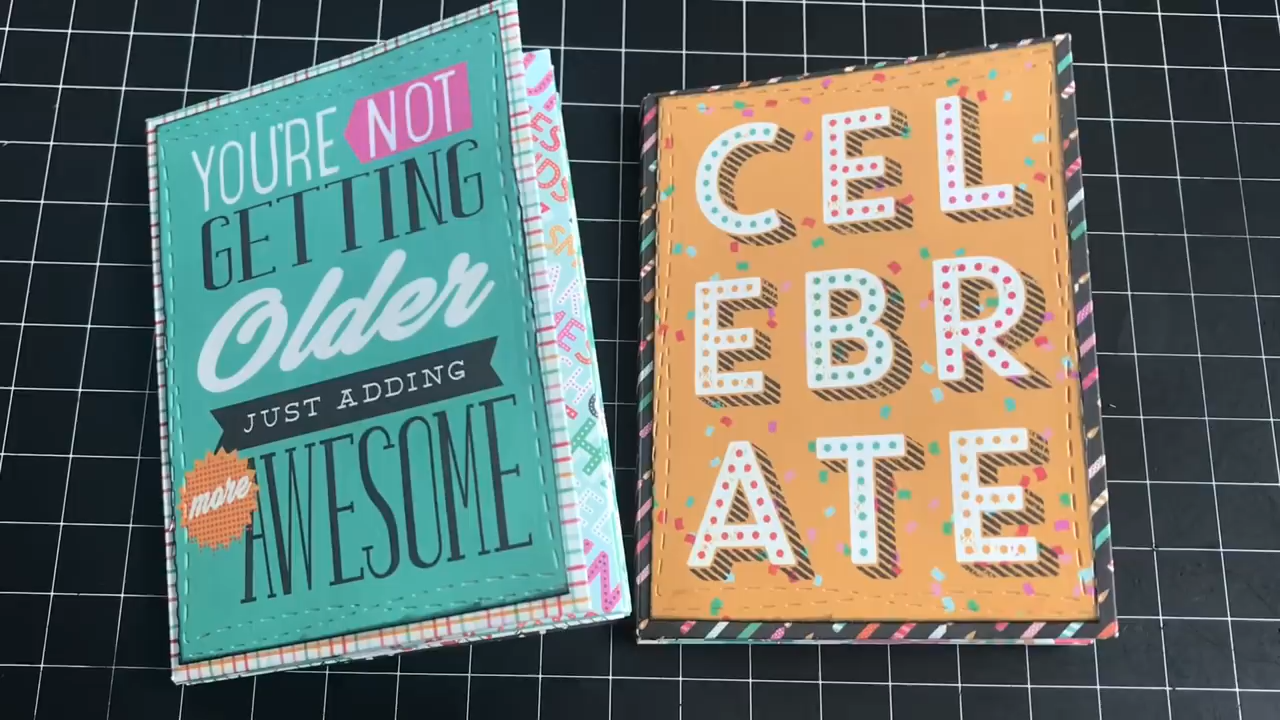 YOU'RE NOT
GETTING
Older
JUST ADDING
more
AWESOME
CEL
EBR
ATE